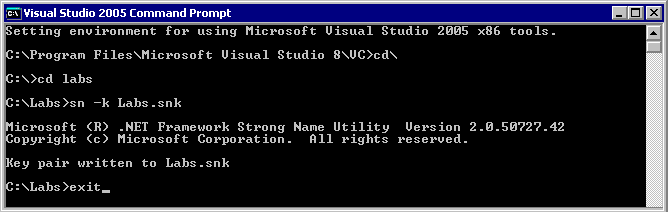 Visual Studio 2005 Command Prompt
Setting environment for using Microsoft Visual Studio 2005 x86 tools.
C:\Program Files\Microsoft Visual Studio 8\VC>cd\
C:\>cd labs
C:\Labs>sn -k Labs.snk
Microsoft (R) .NET Framework Strong Name Utility  Version 2.0.50727.42
Copyright (c) Microsoft Corporation.  All rights reserved.
Key pair written to Labs.snk
C:\Labs>exit_